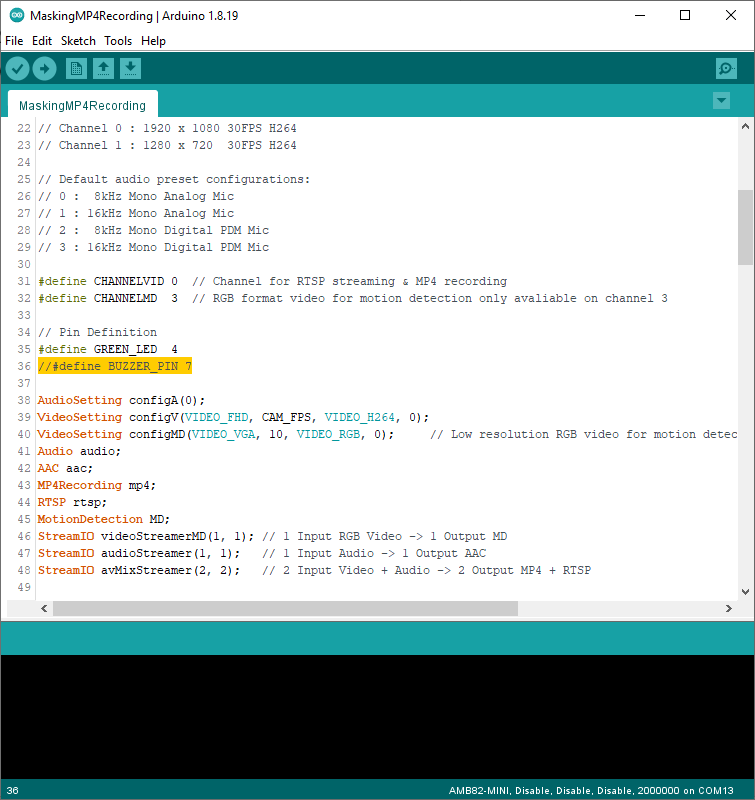 MaskingMP4Recording | Arduino 1.8.19
File Edit Sketch Tools Help
MaskingMP4Recording
22 // Channel 0 : 1920 x 1080 30FPS H264
23 // Channel 1 : 1280 x 720  30FPS H264
24
25 // Default audio preset configurations:
26 // 0 :  8kHz Mono Analog Mic
27 // 1 : 16kHz Mono Analog Mic
28 // 2 :  8kHz Mono Digital PDM Mic
29 // 3 : 16kHz Mono Digital PDM Mic
30
31 #define CHANNELVID 0  // Channel for RTSP streaming & MP4 recording
32 #define CHANNELMD  3  // RGB format video for motion detection only avaliable on channel 3
33
34 // Pin Definition
35 #define GREEN_LED  4
36 //#define BUZZER_PIN 7
37
38 AudioSetting configA(0);
39 VideoSetting configV(VIDEO_FHD, CAM_FPS, VIDEO_H264, 0);
40 VideoSetting configMD(VIDEO_VGA, 10, VIDEO_RGB, 0);     // Low resolution RGB video for motion detec
41 Audio audio;
42 AAC aac;
43 MP4Recording mp4;
44 RTSP rtsp;
45 MotionDetection MD;
46 StreamIO videoStreamerMD(1, 1); // 1 Input RGB Video -> 1 Output MD
47 StreamIO audioStreamer(1, 1);   // 1 Input Audio -> 1 Output AAC
48 StreamIO avMixStreamer(2, 2);   // 2 Input Video + Audio -> 2 Output MP4 + RTSP
49
36 AMB82-MINI, Disable, Disable, Disable, 2000000 on COM13